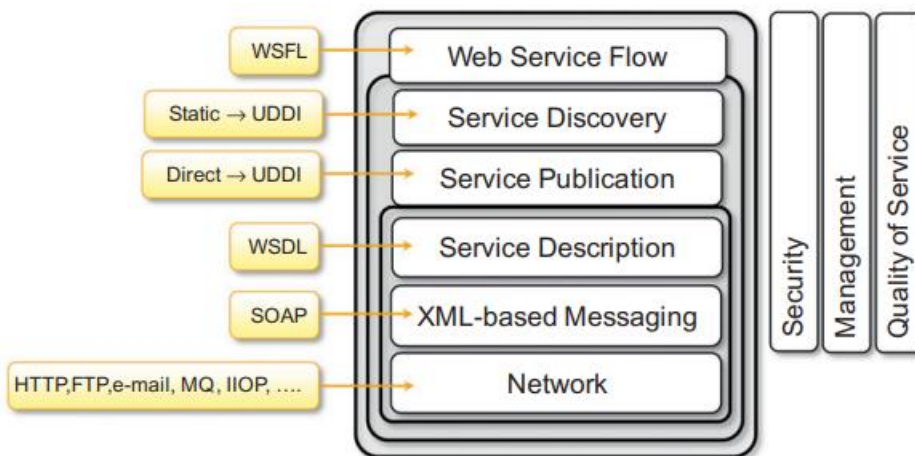 WSFL
Web Service Flow
Static → UDDI
Service Discovery
Direct → UDDI
Service Publication
WSDL
Service Description
SOAP
XML-based Messaging
HTTP,FTP,e-mail, MQ, IIOP, ....
Network
Security
Management
Quality of Service